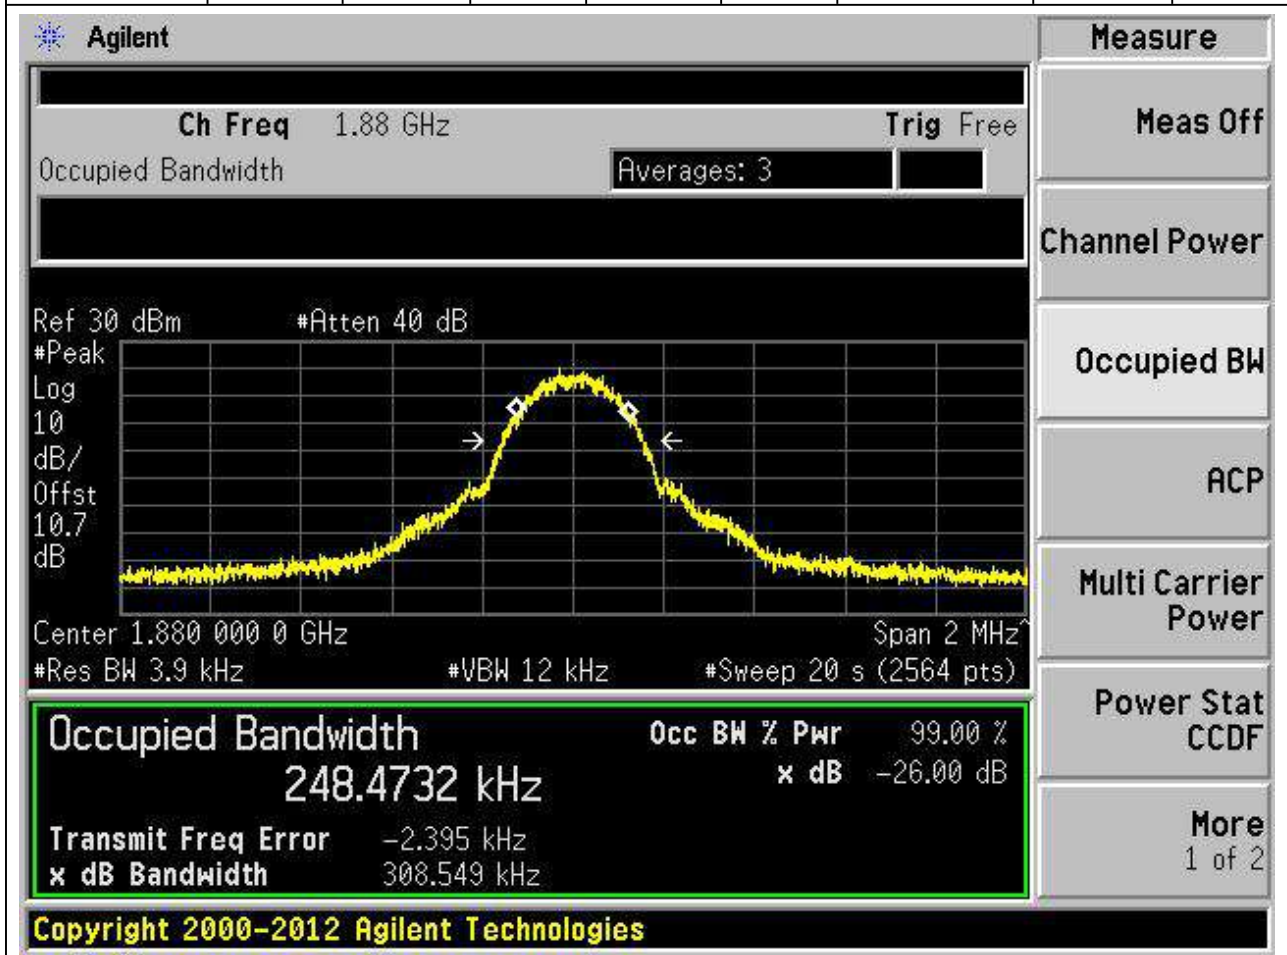 Agilent
Ch Freq 1.88 GHz Trig Free
Occupied Bandwidth Averages: 3
Ref 30 dBm #Atten 40 dB
#Peak
Log
10
dB/
Offst
10.7
dB
Center 1.880 000 0 GHz Span 2 MHz^
#Res BW 3.9 kHz #VBW 12 kHz #Sweep 20 s (2564 pts)
Occupied Bandwidth Occ BW % Pwr 99.00 %
248.4732 kHz x dB -26.00 dB
Transmit Freq Error -2.395 kHz
x dB Bandwidth 308.549 kHz
Copyright 2000-2012 Agilent Technologies
Measure
Meas Off
Channel Power
Occupied BW
ACP
Multi Carrier
Power
Power Stat
CCDF
More
1 of 2